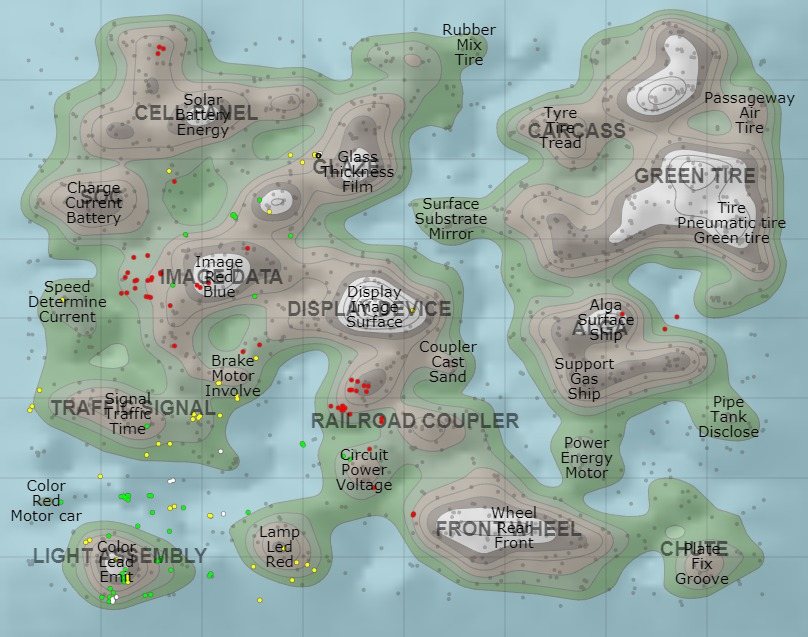 Rubber
Mix
Tire
CELL PANEL
Solar
Battery
Energy
Passageway
Air
Tire
CARCASS
Tyre
Tire
Tread
Glass
Thickness
Film
GREEN TIRE
Charge
Current
Battery
Surface
Substrate
Mirror
Tire
Pneumatic tire
Green tire
IMAGE DATA
Image
Red
Blue
Speed
Determine
Current
DISPLAY DEVICE
Display
Image
Surface
Alga
Surface
Ship
ALGA
Brake
Motor
Involve
Coupler
Cast
Sand
Support
Gas
Ship
TRAFFIC SIGNAL
Signal
Traffic
Time
RAILROAD COUPLER
Pipe
Tank
Disclose
Circuit
Power
Voltage
Power
Energy
Motor
Color
Red
Motor car
FRONT WHEEL
Wheel
Rear
Front
LIGHT ASSEMBLY
Color
Lead
Emit
Lamp
Led
Red
CHUTE
Plate
Fix
Groove